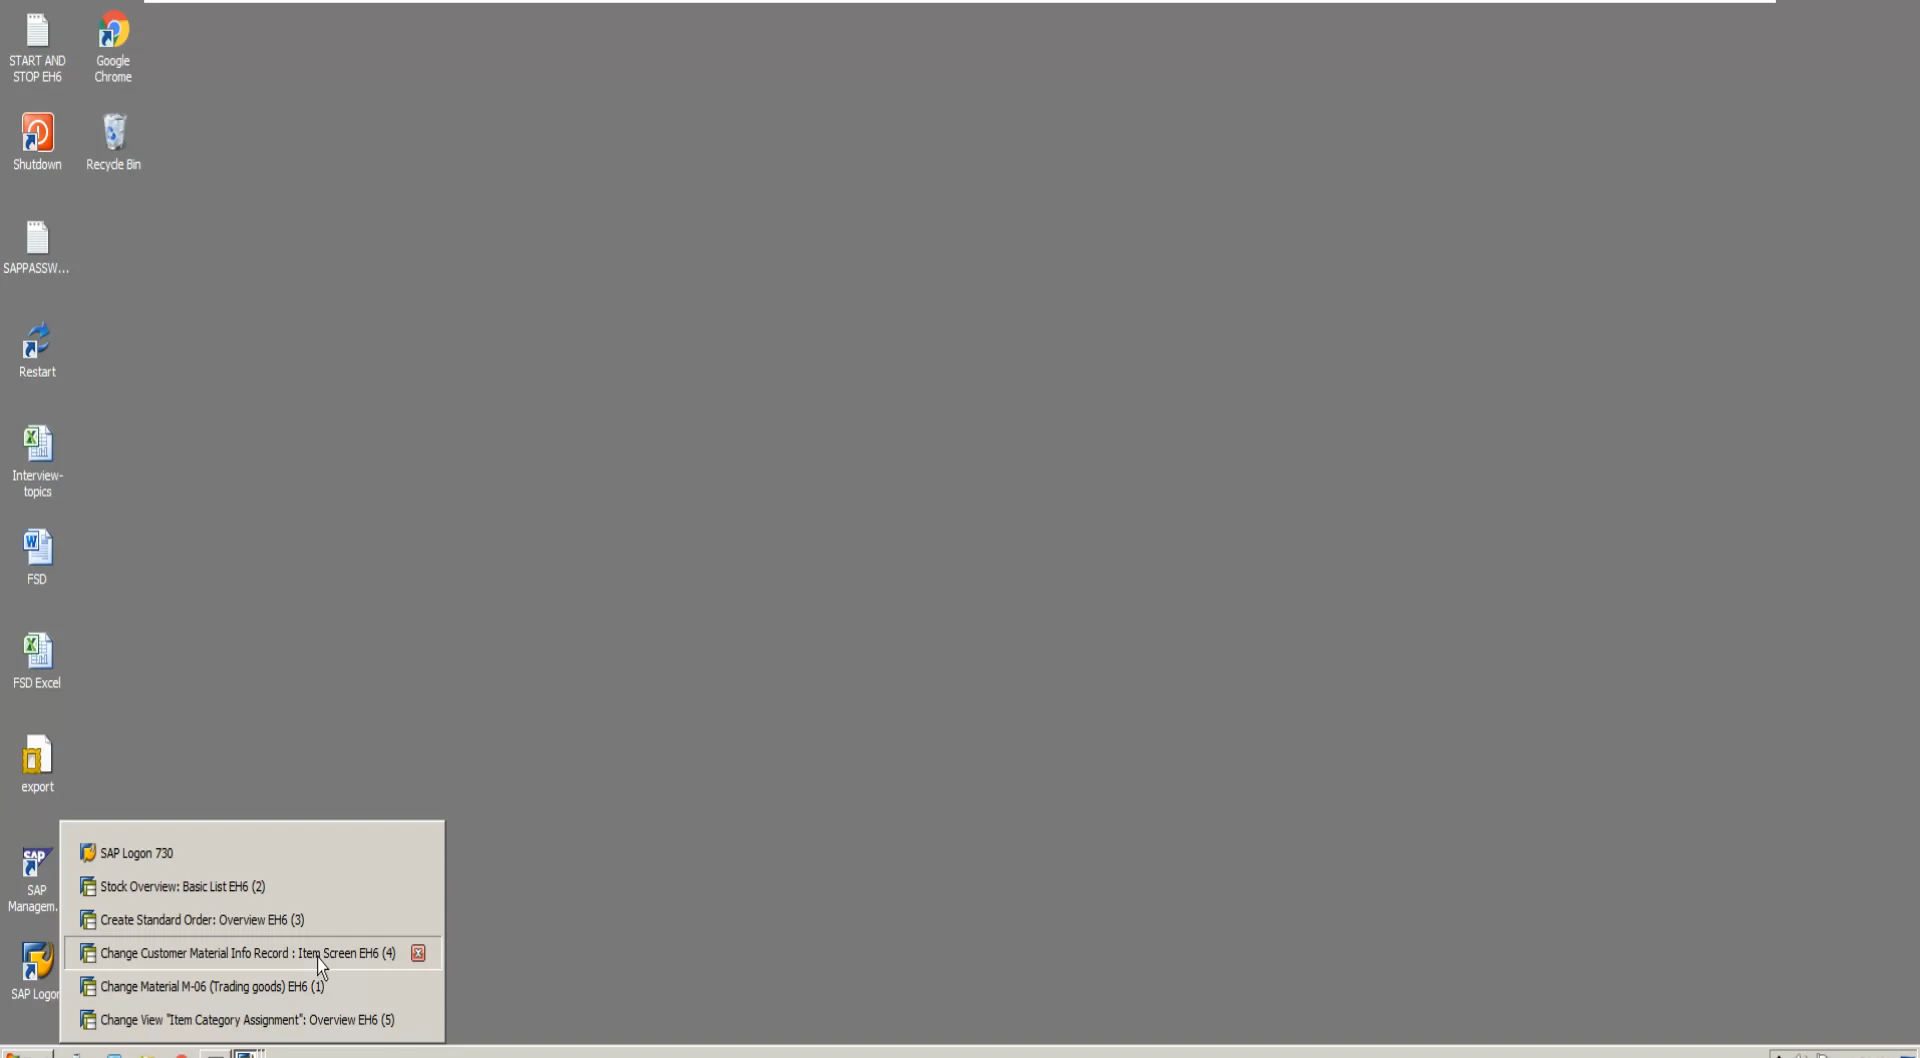 START AND
STOP EH6
Google
Chrome
Shutdown
Recycle Bin
SAPPASSW...
Restart
Interview-
topics
FSD
FSD Excel
export
SAP
Managem.
SAP Logon
SAP Logon 730
Stock Overview: Basic List EH6 (2)
Create Standard Order: Overview EH6 (3)
Change Customer Material Info Record : Item Screen EH6 (4)
Change Material M-06 (Trading goods) EH6 (1)
Change View "Item Category Assignment": Overview EH6 (5)